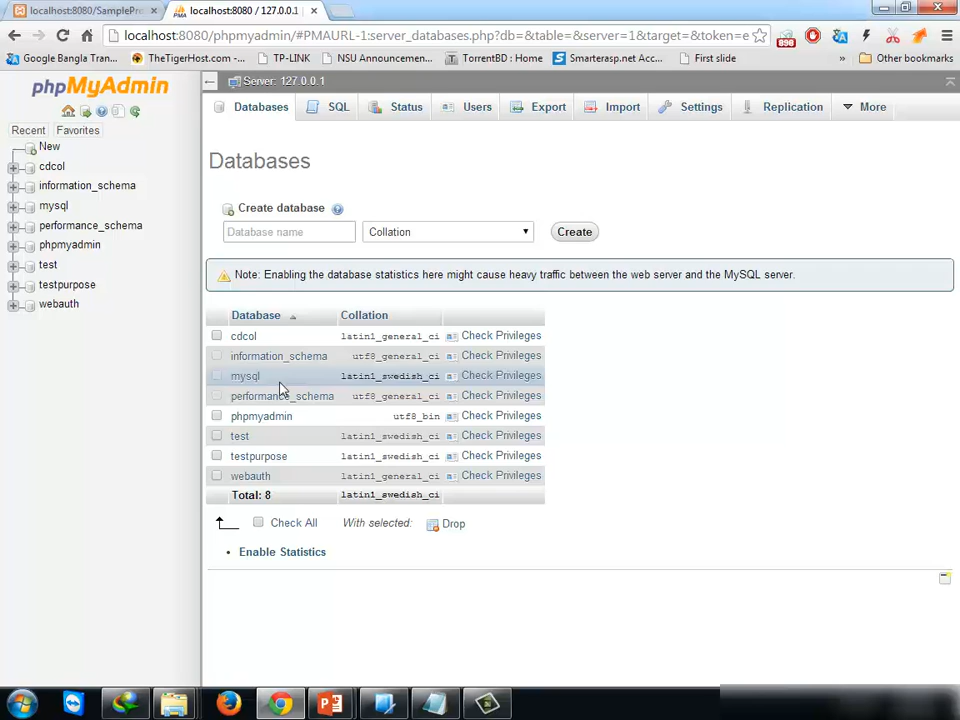 localhost:8080/SamplePro
localhost:8080 / 127.0.0.1
localhost:8080/phpmyadmin/#PMAURL-1:server_databases.php?db=&table=&server=1&target=&token=e
898
Google Bangla Tran...
TheTigerHost.com -...
TP-LINK
NSU Announcemen...
TorrentBD : Home
Smarterasp.net Acc...
First slide
»
Other bookmarks
phpMyAdmin
Recent
Favorites
New
cdcol
information_schema
mysql
performance_schema
phpmyadmin
test
testpurpose
webauth
Server: 127.0.0.1
Databases
SQL
Status
Users
Export
Import
Settings
Replication
More
Databases
Create database
Database name
Collation
Create
Note: Enabling the database statistics here might cause heavy traffic between the web server and the MySQL server.
Database Collation
cdcol latin1_general_ci Check Privileges
information_schema utf8_general_ci Check Privileges
mysql latin1_swedish_ci Check Privileges
performance_schema utf8_general_ci Check Privileges
phpmyadmin utf8_bin Check Privileges
test latin1_swedish_ci Check Privileges
testpurpose latin1_swedish_ci Check Privileges
webauth latin1_general_ci Check Privileges
Total: 8 latin1_swedish_ci
Check All With selected: Drop
• Enable Statistics